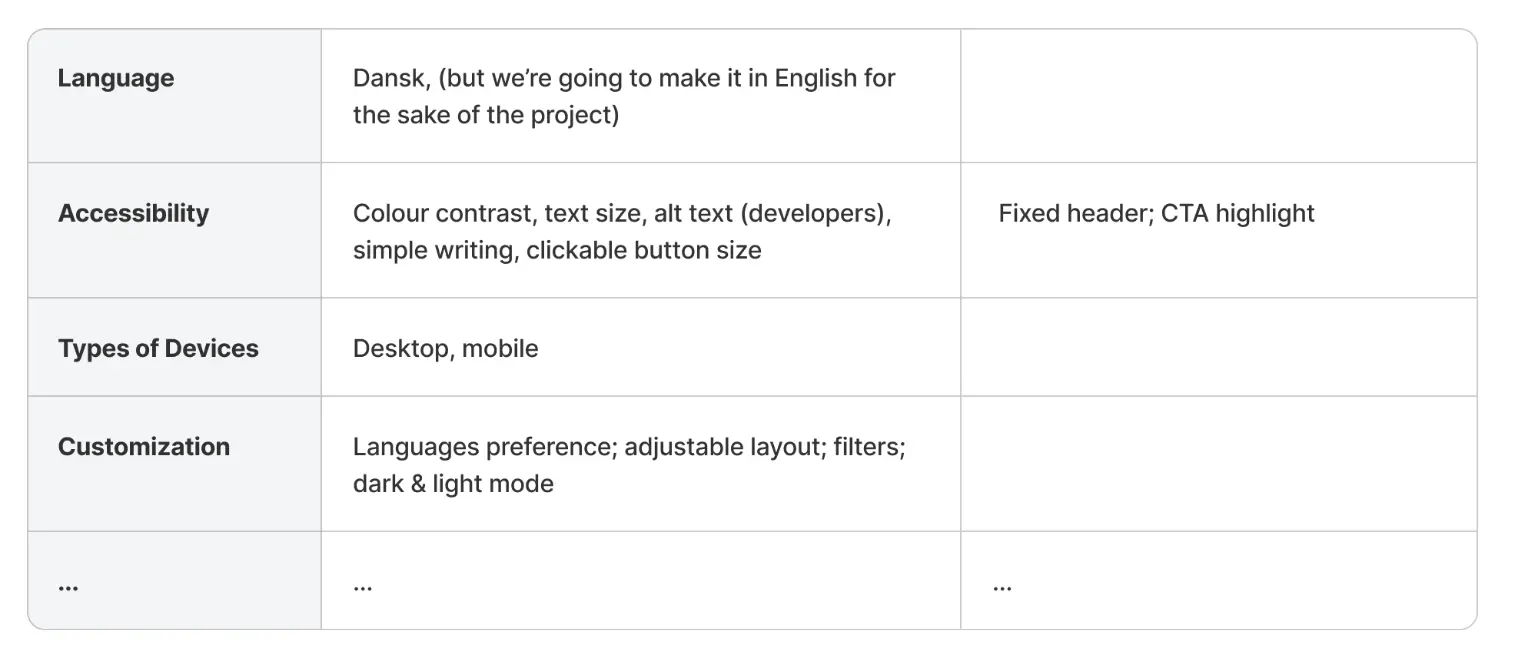 Language
Dansk, (but we’re going to make it in English for
the sake of the project)
Accessibility
Colour contrast, text size, alt text (developers),
simple writing, clickable button size
Fixed header; CTA highlight
Types of Devices
Desktop, mobile
Customization
Languages preference; adjustable layout; filters;
dark & light mode
...
...
...